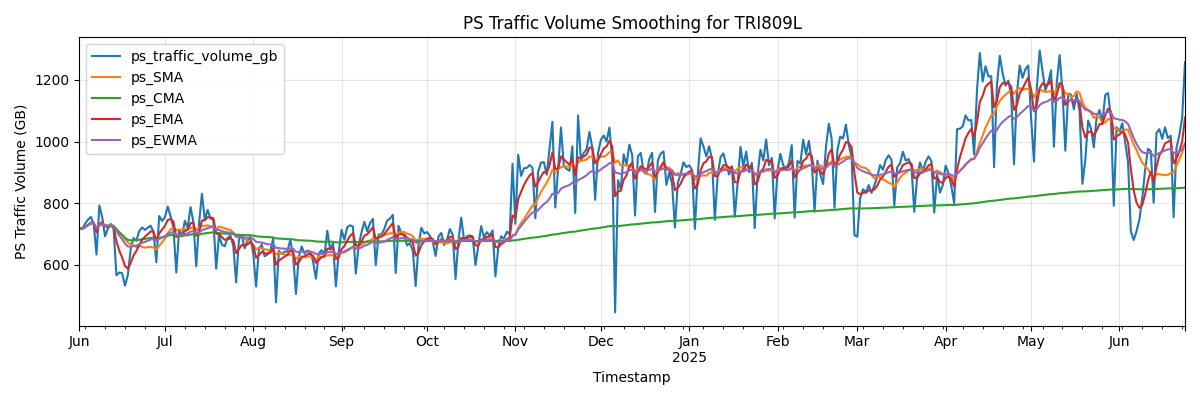 PS Traffic Volume Smoothing for TRI809L
ps_traffic_volume_gb
ps_SMA
ps_CMA
ps_EMA
ps_EWMA
PS Traffic Volume (GB)
1200
1000
800
600
Jun Jul Aug Sep Oct Nov Dec Jan Feb Mar Apr May Jun
2025
Timestamp